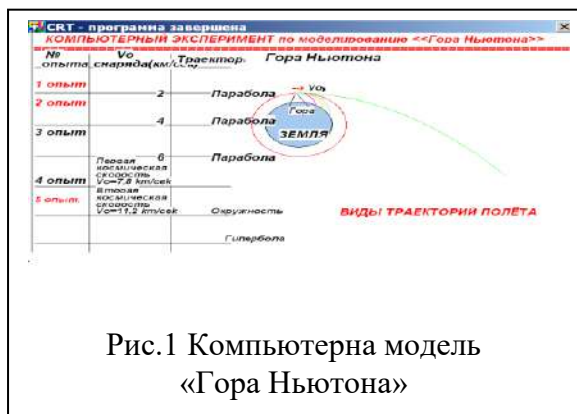 CRT - программа завершена
КОМПЬЮТЕРНЫЙ ЭКСПЕРИМЕНТ по моделированию <<Гора Ньютона>>
№ опыта
Vo снаряда(км/сек)
Траектор.
Гора Ньютона
1 опыт
2
Парабола
Vo
2 опыт
Гора
4
Парабола
ЗЕМЛЯ
3 опыт
6
Парабола
Первая
космическая
скорость
Vo=7,8 km/сек
4 опыт
Вторая
космическая
скорость
Vo=11,2 km/сек
5 опыт.
Окружность
ВИДЫ ТРАЕКТОРИЙ ПОЛЁТА
Гипербола
Рис.1 Компьютерна модель
«Гора Ньютона»